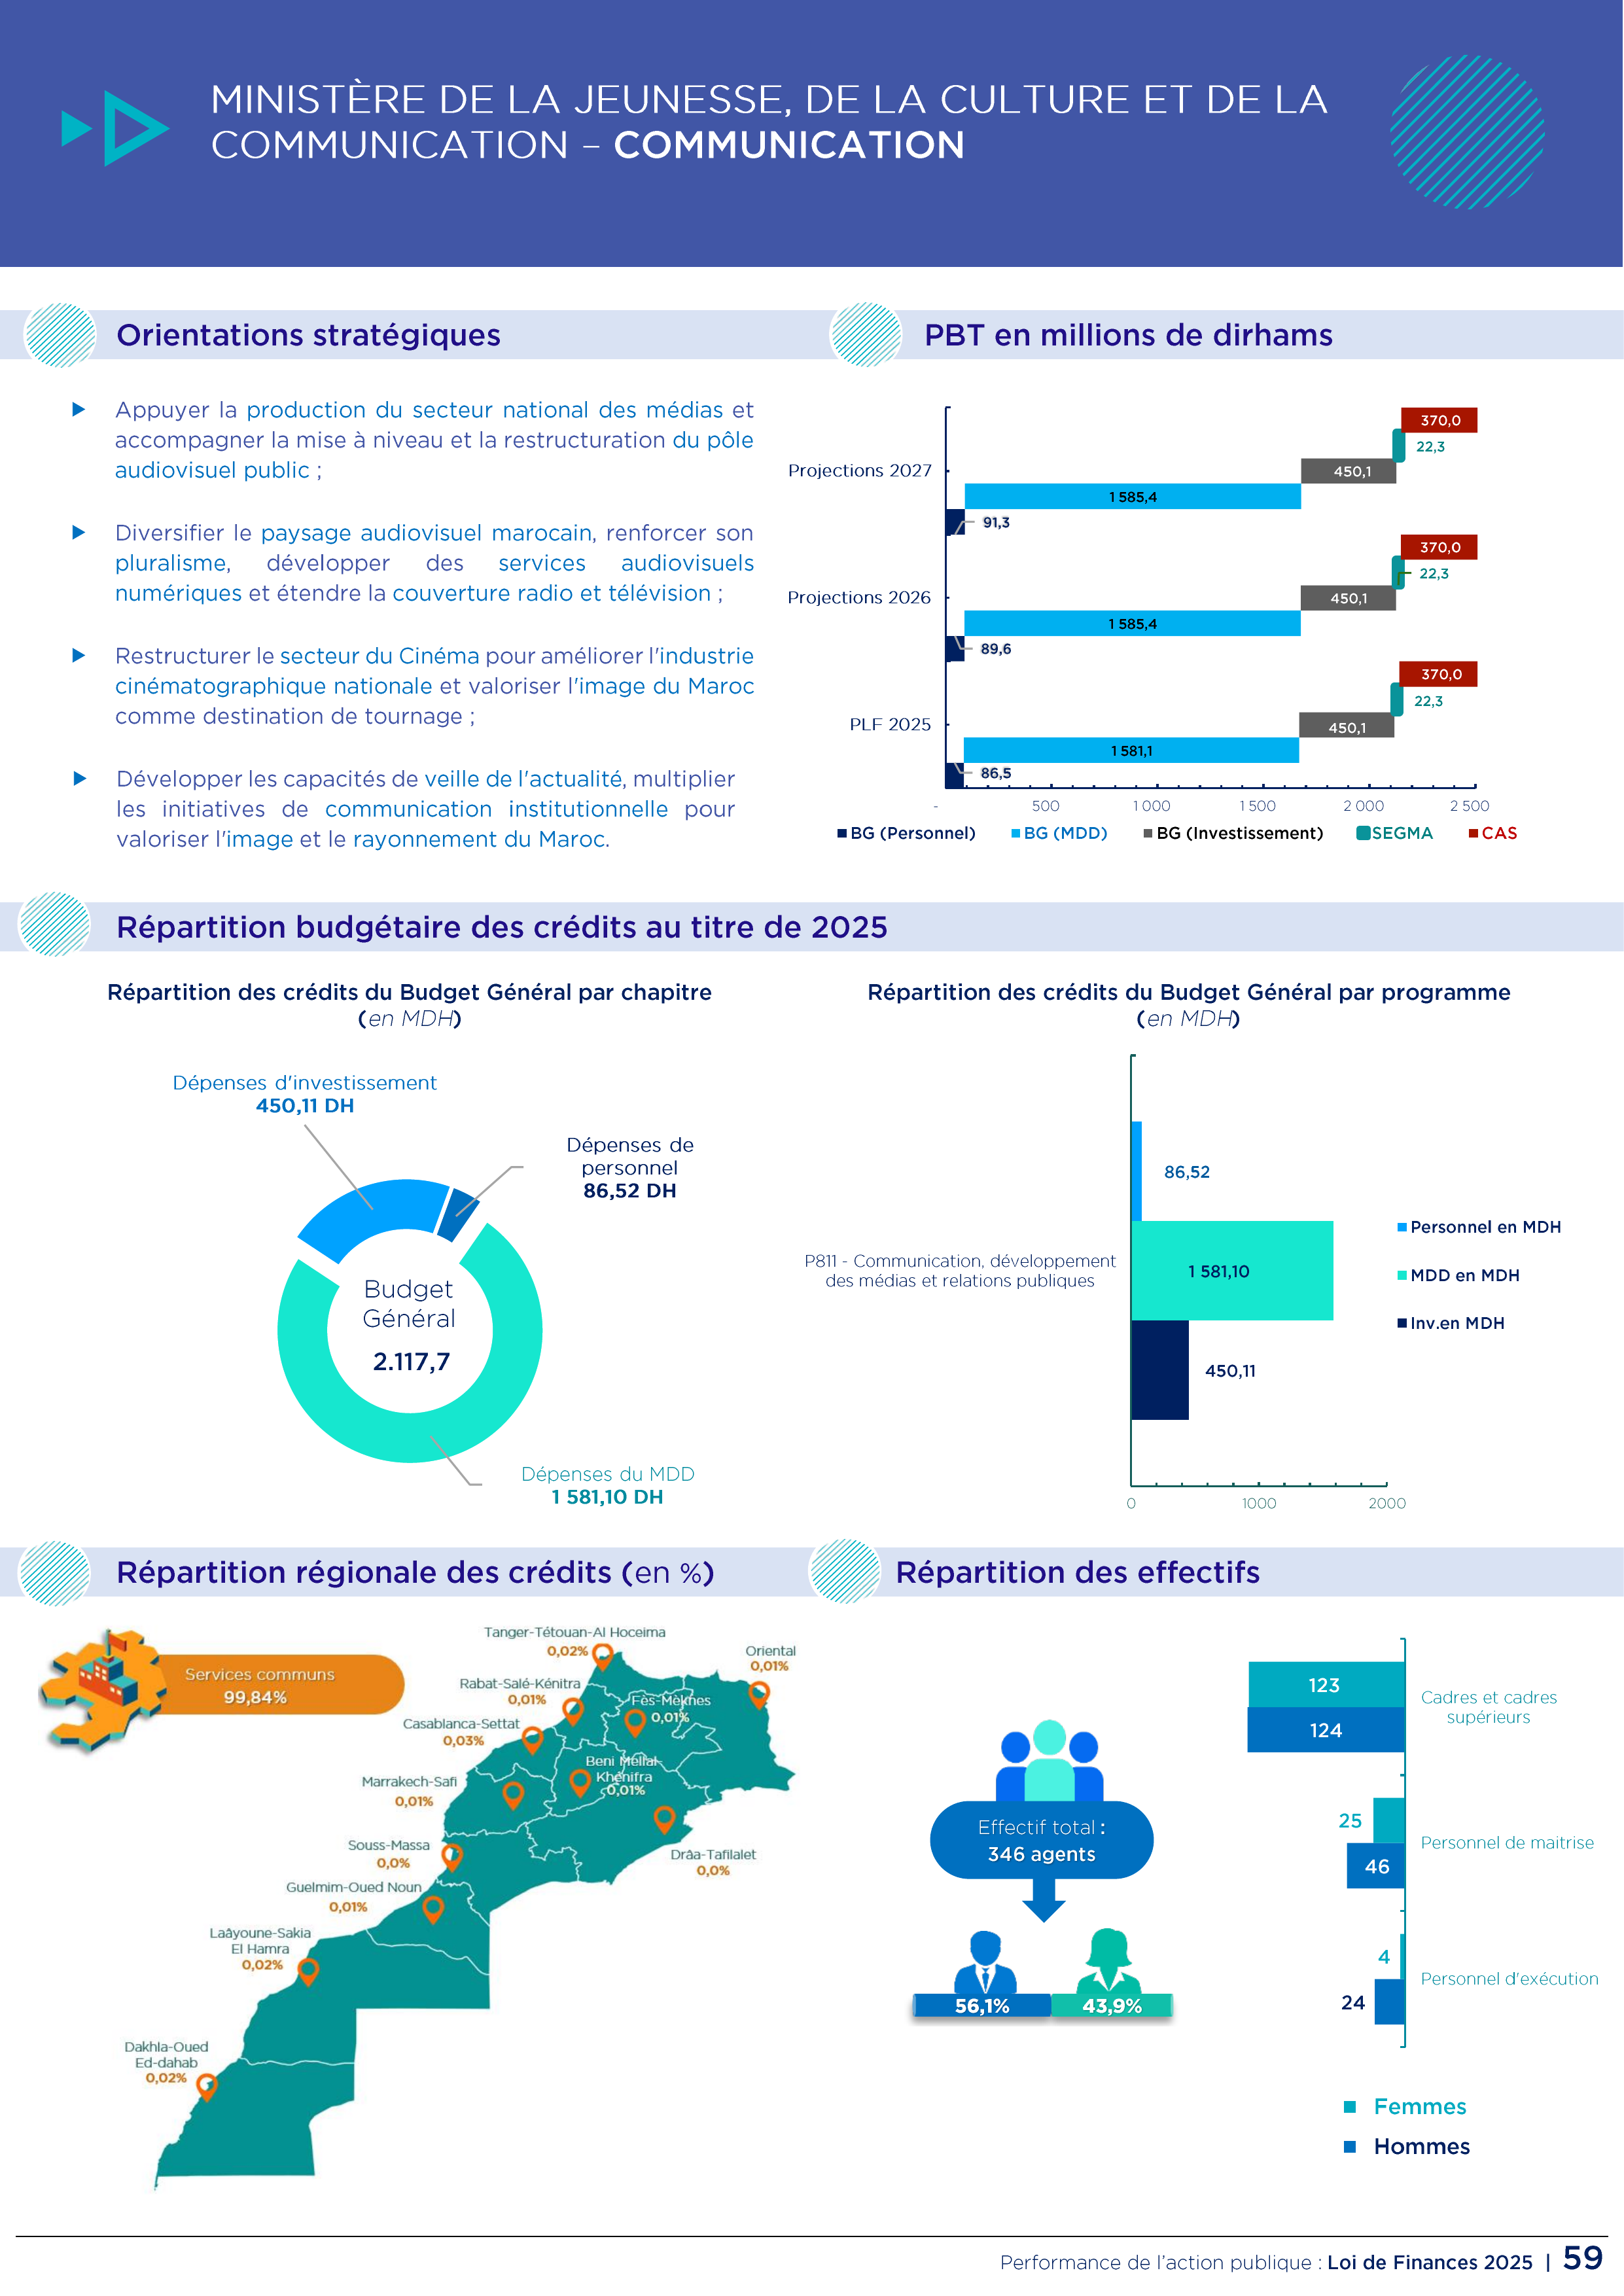 MINISTÈRE DE LA JEUNESSE, DE LA CULTURE ET DE LA
COMMUNICATION – COMMUNICATION
Orientations stratégiques
Appuyer la production du secteur national des médias et
accompagner la mise à niveau et la restructuration du pôle
audiovisuel public ;
Diversifier le paysage audiovisuel marocain, renforcer son
pluralisme, développer des services audiovisuels
numériques et étendre la couverture radio et télévision ;
Restructurer le secteur du Cinéma pour améliorer l'industrie
cinématographique nationale et valoriser l'image du Maroc
comme destination de tournage ;
Développer les capacités de veille de l'actualité, multiplier
les initiatives de communication institutionnelle pour
valoriser l'image et le rayonnement du Maroc.
PBT en millions de dirhams
370,0
22,3
Projections 2027
450,1
1 585,4
91,3
370,0
22,3
Projections 2026
450,1
1 585,4
89,6
370,0
22,3
PLF 2025
450,1
1 581,1
86,5
- 500 1 000 1 500 2 000 2 500
BG (Personnel) BG (MDD) BG (Investissement) SEGMA CAS
Répartition budgétaire des crédits au titre de 2025
Répartition des crédits du Budget Général par chapitre
(en MDH)
Dépenses d'investissement
450,11 DH
Dépenses de
personnel
86,52 DH
Budget
Général
2.117,7
Dépenses du MDD
1 581,10 DH
Répartition des crédits du Budget Général par programme
(en MDH)
86,52
P811 - Communication, développement
des médias et relations publiques
1 581,10
450,11
Personnel en MDH
MDD en MDH
Inv.en MDH
0 1000 2000
Répartition régionale des crédits (en %)
Services communs
99,84%
Tanger-Tétouan-Al Hoceima
0,02%
Oriental
0,01%
Rabat-Salé-Kénitra
0,01%
Fès-Meknes
0,01%
Casablanca-Settat
0,03%
Beni Mellal-
Khénifra
0,01%
Marrakech-Safi
0,01%
Souss-Massa
0,0%
Drâa-Tafilalet
0,0%
Guelmim-Oued Noun
0,01%
Laâyoune-Sakia
El Hamra
0,02%
Dakhla-Oued
Ed-dahab
0,02%
Répartition des effectifs
Effectif total :
346 agents
56,1%
43,9%
123
124
Cadres et cadres
supérieurs
25
46
Personnel de maitrise
4
24
Personnel d'exécution
Femmes
Hommes
Performance de l'action publique : Loi de Finances 2025 | 59